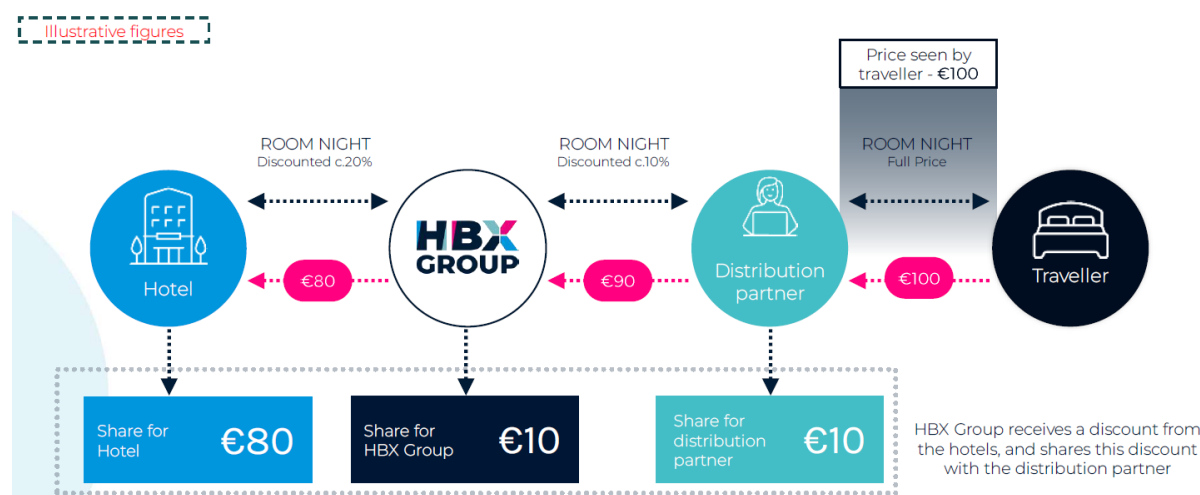 Illustrative figures
Price seen by
traveller - €100
ROOM NIGHT
Discounted c.20%
ROOM NIGHT
Discounted c.10%
ROOM NIGHT
Full Price
Hotel
€80
HBX
GROUP
€90
Distribution
partner
€100
Traveller
Share for
Hotel
€80
Share for
HBX Group
€10
Share for
distribution
partner
€10
HBX Group receives a discount from
the hotels, and shares this discount
with the distribution partner